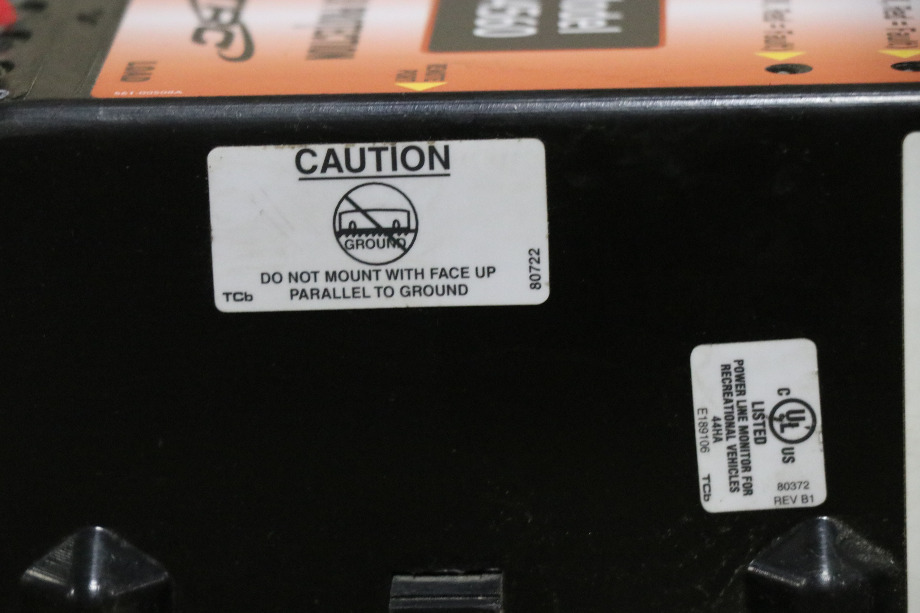 CAUTION
GROUND
DO NOT MOUNT WITH FACE UP
PARALLEL TO GROUND
TCb
80722
C UL US
LISTED
POWER LINE MONITOR FOR
RECREATIONAL VEHICLES
44HA
E189106
TCb
80372
REV B1
LOAD